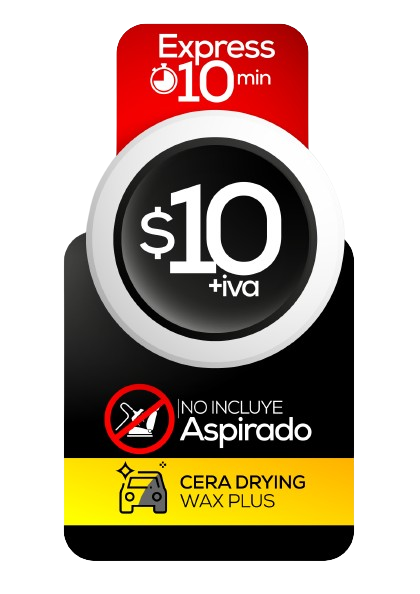 Express
10 min
$10
+iva
NO INCLUYE
Aspirado
CERA DRYING
WAX PLUS